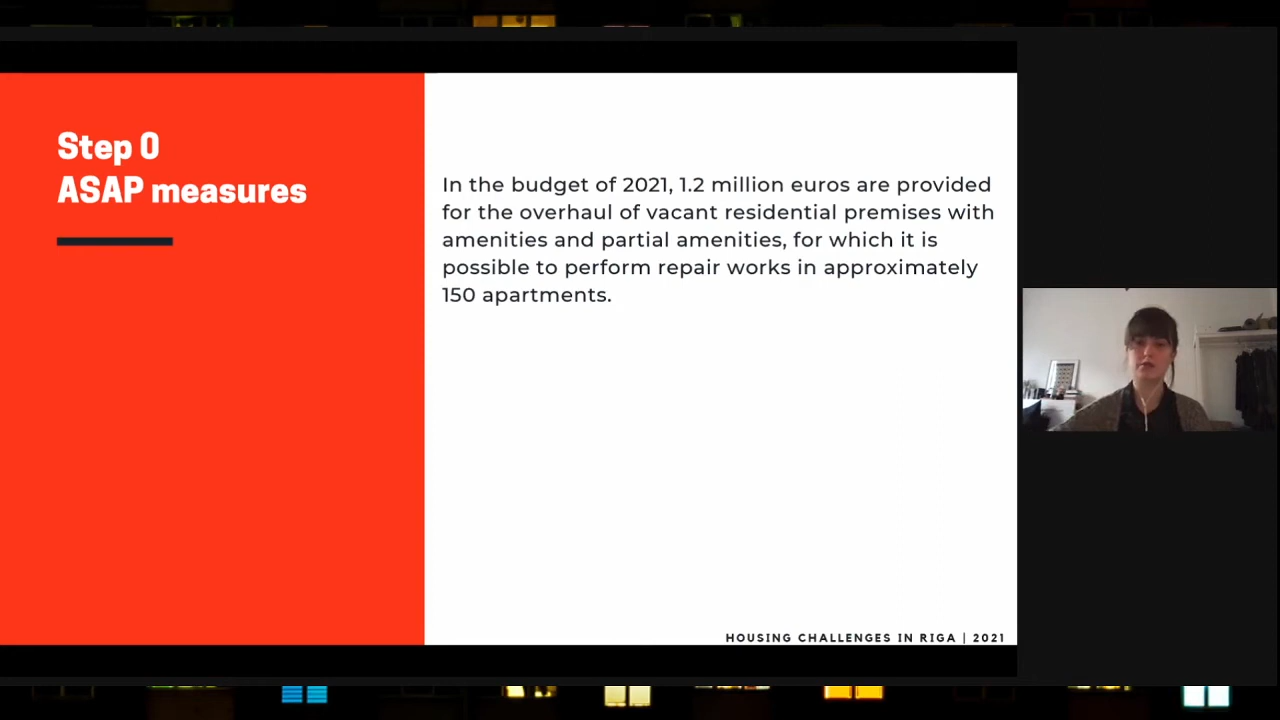 Step 0
ASAP measures
In the budget of 2021, 1.2 million euros are provided
for the overhaul of vacant residential premises with
amenities and partial amenities, for which it is
possible to perform repair works in approximately
150 apartments.
HOUSING CHALLENGES IN RIGA | 2021